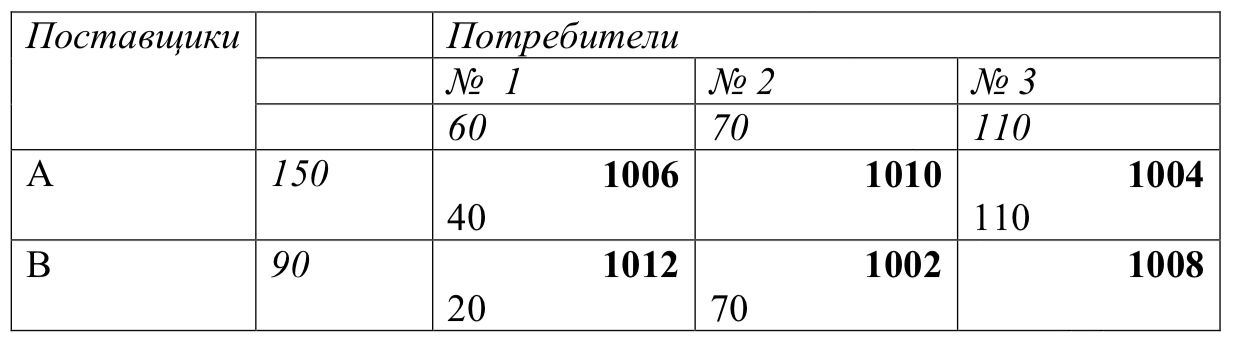 Поставщики Потребители
№ 1 № 2 № 3
60 70 110
А 150 1006 1010 1004
40 110
В 90 1012 1002 1008
20 70